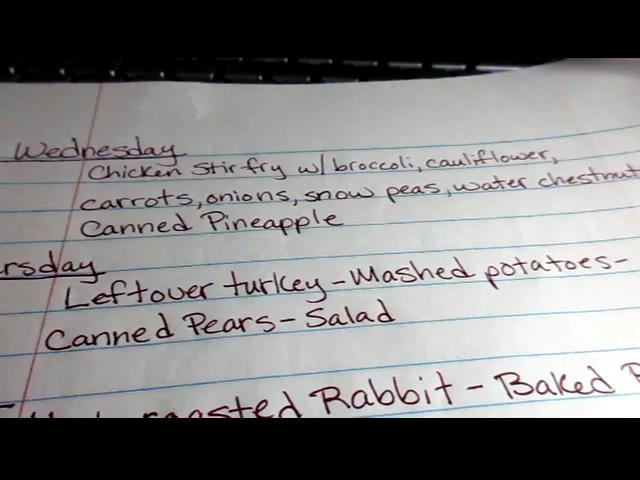 Wednesday
Chicken Stirfry w/ broccoli, cauliflower,
carrots, onions, snow peas, water chestnut
Canned Pineapple
rsday
Leftover turkey - Mashed potatoes -
Canned Pears - Salad
roasted Rabbit - Baked